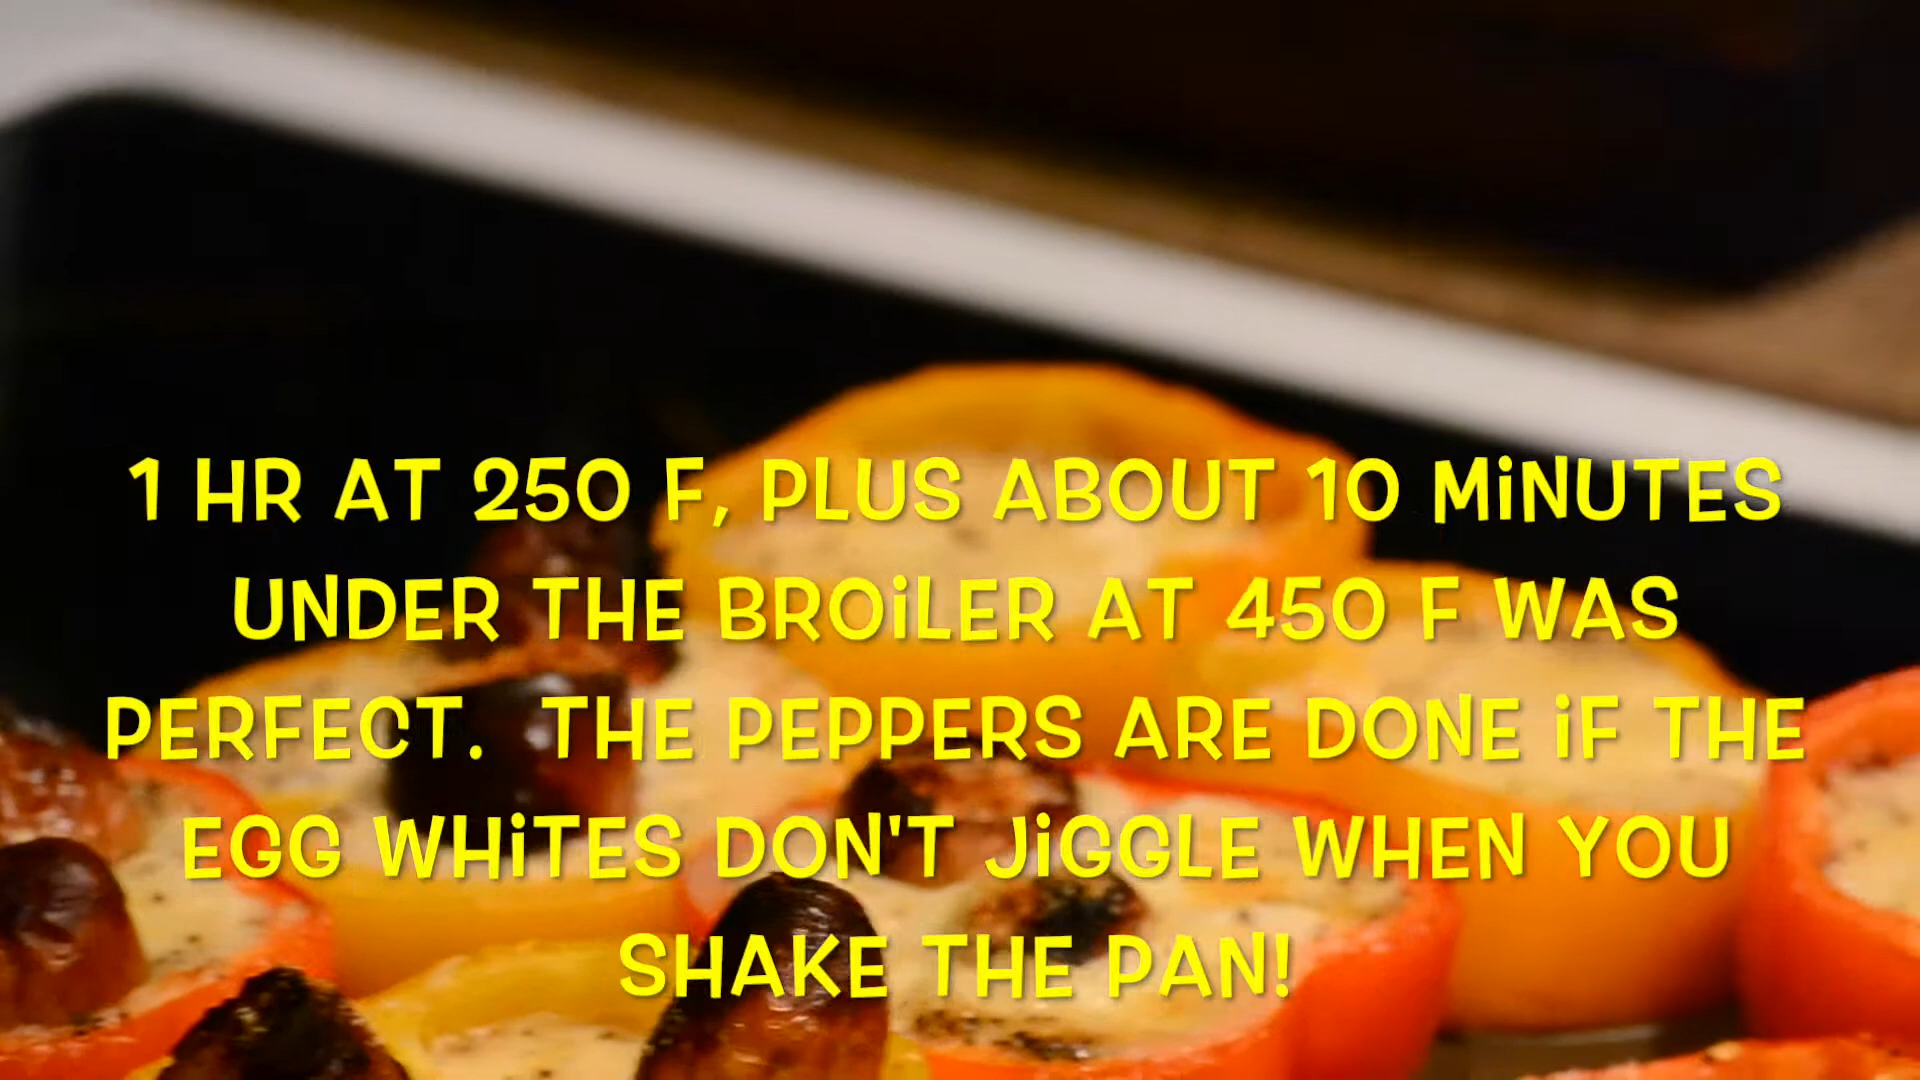 1 HR AT 250 F, PLUS ABOUT 10 MiNUTES
UNDER THE BROiLER AT 450 F WAS
PERFECT. THE PEPPERS ARE DONE iF THE
EGG WHiTES DON'T JiGGLE WHEN YOU
SHAKE THE PAN!